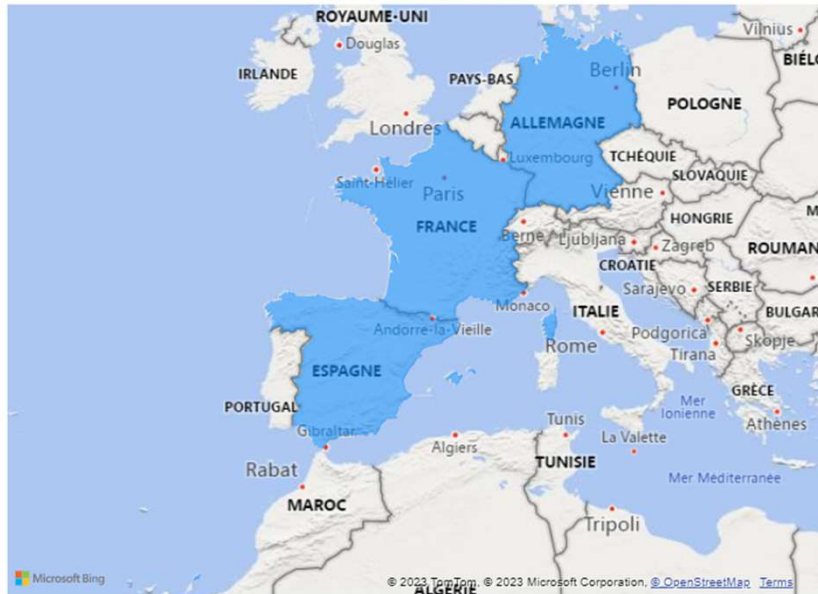 ROYAUME-UNI
Vilnius
Douglas
BIÉL
IRLANDE
PAYS-BAS
Berlin
POLOGNE
Londres
ALLEMAGNE
Luxembourg
TCHÉQUIE
Saint-Hélier
SLOVAQUIE
Paris
Vienne
FRANCE
HONGRIE
M
Berne
Ljubljana
Zagreb
ROUMAN
CROATIE
SERBIE
Sarajevo
Monaco
ITALIE
BULGAR
Andorre-la-Vieille
Podgorica
Skopje
Rome
Tirana
ESPAGNE
GRÈCE
PORTUGAL
Mer
Ionienne
Gibraltar
Tunis
Athènes
La Valette
Algiers
Rabat
TUNISIE
Mer Méditerranée
MAROC
Tripoli
Microsoft Bing
© 2023 TomTom, © 2023 Microsoft Corporation, © OpenStreetMap Terms
ALGÉRIE